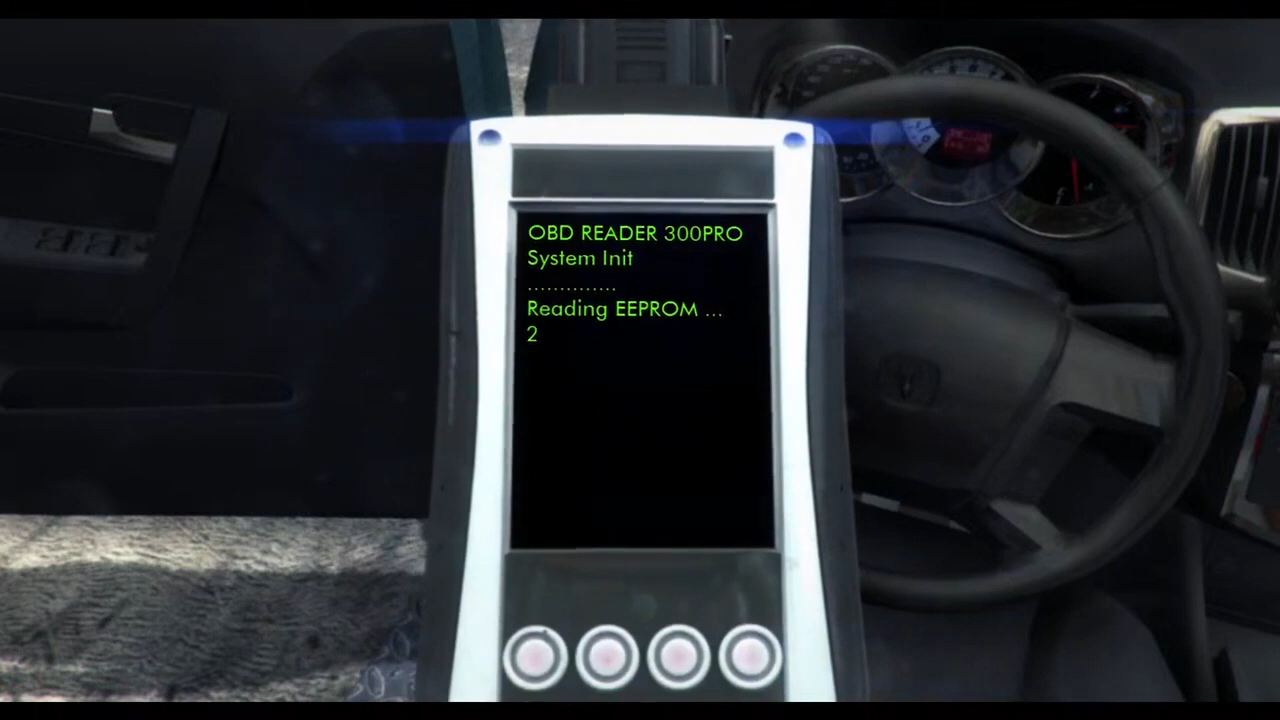 OBD READER 300PRO
System Init
..............
Reading EEPROM ...
2